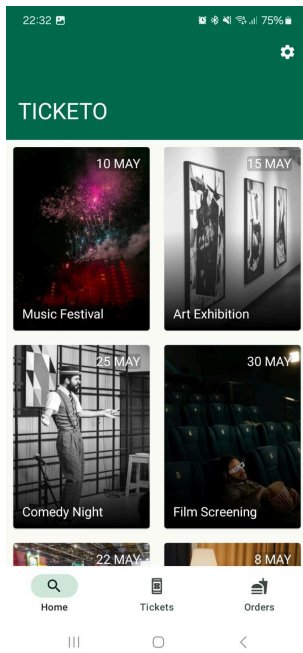 22:32
75%
TICKETO
10 MAY
15 MAY
Music Festival
Art Exhibition
25 MAY
30 MAY
Comedy Night
Film Screening
22 MAY
8 MAY
Home
Tickets
Orders